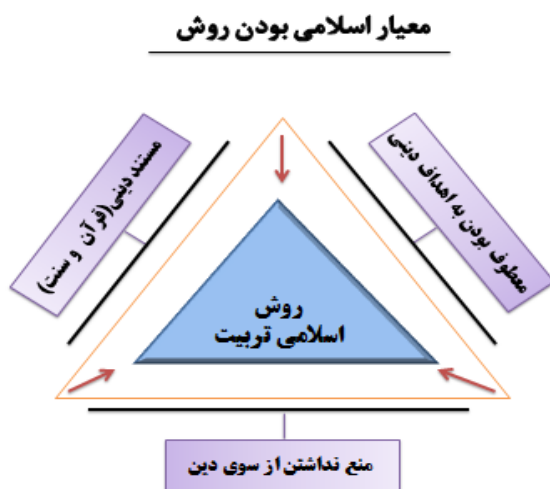 معیار اسلامی بودن روش
معطوف بودن به اهداف دینی
مستند دینی(قرآن و سنت)
روش
اسلامی تربیت
منع نداشتن از سوی دین